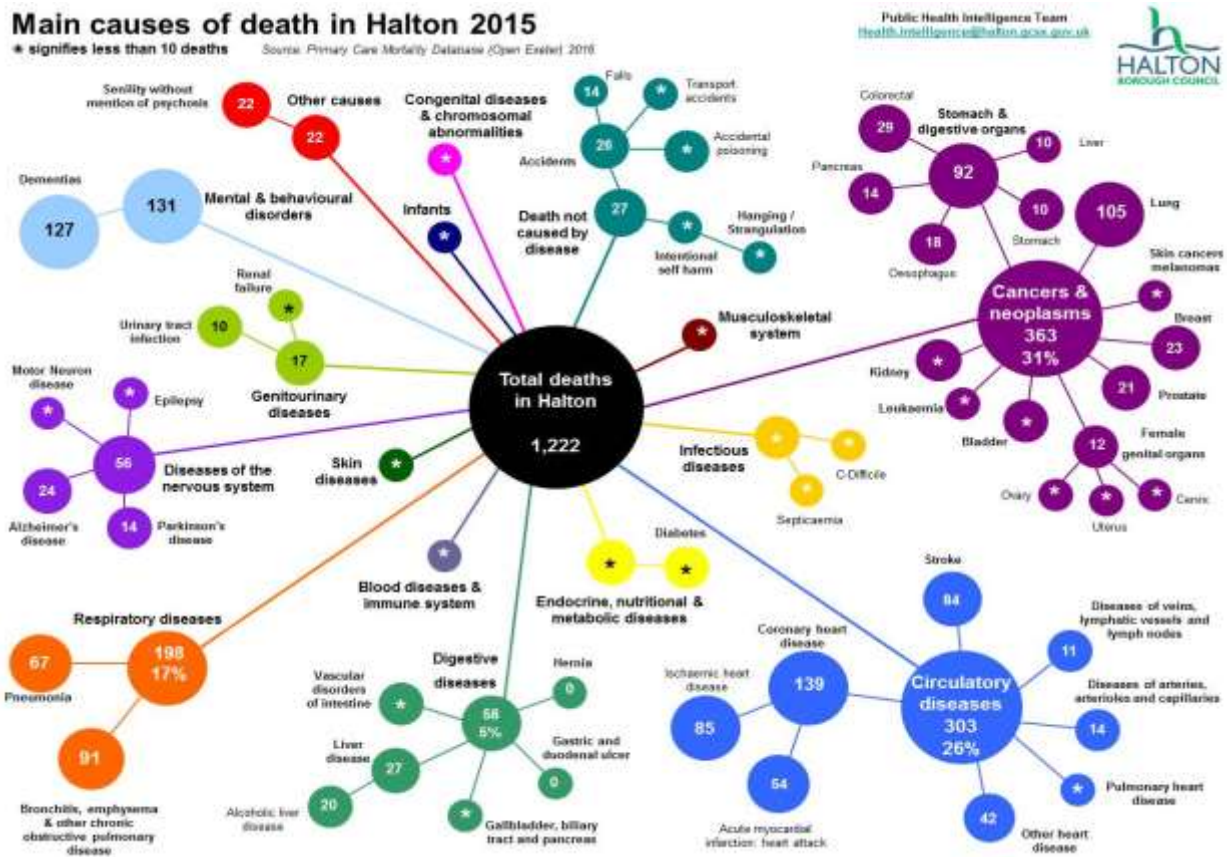 Main causes of death in Halton 2015
* signifies less than 10 deaths
Source: Primary Care Mortality Database (Open Exeter) 2016
Public Health Intelligence Team
Health.Intelligence@halton.gcsx.gov.uk
HALTON
BOROUGH COUNCIL
Senility without
mention of psychosis
22
Other causes
22
Congenital diseases
& chromosomal
abnormalities
*
Infants
*
Falls
14
Transport
accidents
*
Accidental
poisoning
*
Accidents
26
Death not
caused by
disease
27
Intentional
self harm
*
Hanging /
Strangulation
*
Dementias
127
131
Mental & behavioural
disorders
Renal
failure
*
Urinary tract
infection
10
17
Genitourinary
diseases
Motor Neuron
disease
*
Epilepsy
*
56
Diseases of the
nervous system
24
Alzheimer's
disease
14
Parkinson's
disease
Skin
diseases
*
Total deaths
in Halton
1,222
Musculoskeletal
system
*
Colorectal
29
Stomach &
digestive organs
92
10
Liver
Pancreas
14
18
Oesophagus
10
Stomach
105
Lung
Cancers &
neoplasms
363
31%
Skin cancers
melanomas
*
Breast
23
21
Prostate
Kidney
*
Leukaemia
*
Bladder
*
12
Female
genital organs
Ovary
*
*
Uterus
*
Cervix
Infectious
diseases
*
*
C-Difficile
*
Septicaemia
Blood diseases &
immune system
*
Diabetes
*
*
Endocrine, nutritional &
metabolic diseases
Respiratory diseases
198
17%
67
Pneumonia
91
Bronchitis, emphysema
& other chronic
obstructive pulmonary
disease
Digestive
diseases
5%
Vascular
disorders
of intestine
*
Hernia
0
Gastric and
duodenal ulcer
0
Liver
disease
27
Alcoholic liver
disease
20
*
Gallbladder, biliary
tract and pancreas
Coronary heart
disease
139
Ischaemic heart
disease
85
54
Acute myocardial
infarction: heart attack
Stroke
Circulatory
diseases
303
26%
Diseases of veins,
lymphatic vessels and
lymph nodes
11
Diseases of arteries,
arterioles and capillaries
14
*
Pulmonary heart
disease
42
Other heart
disease